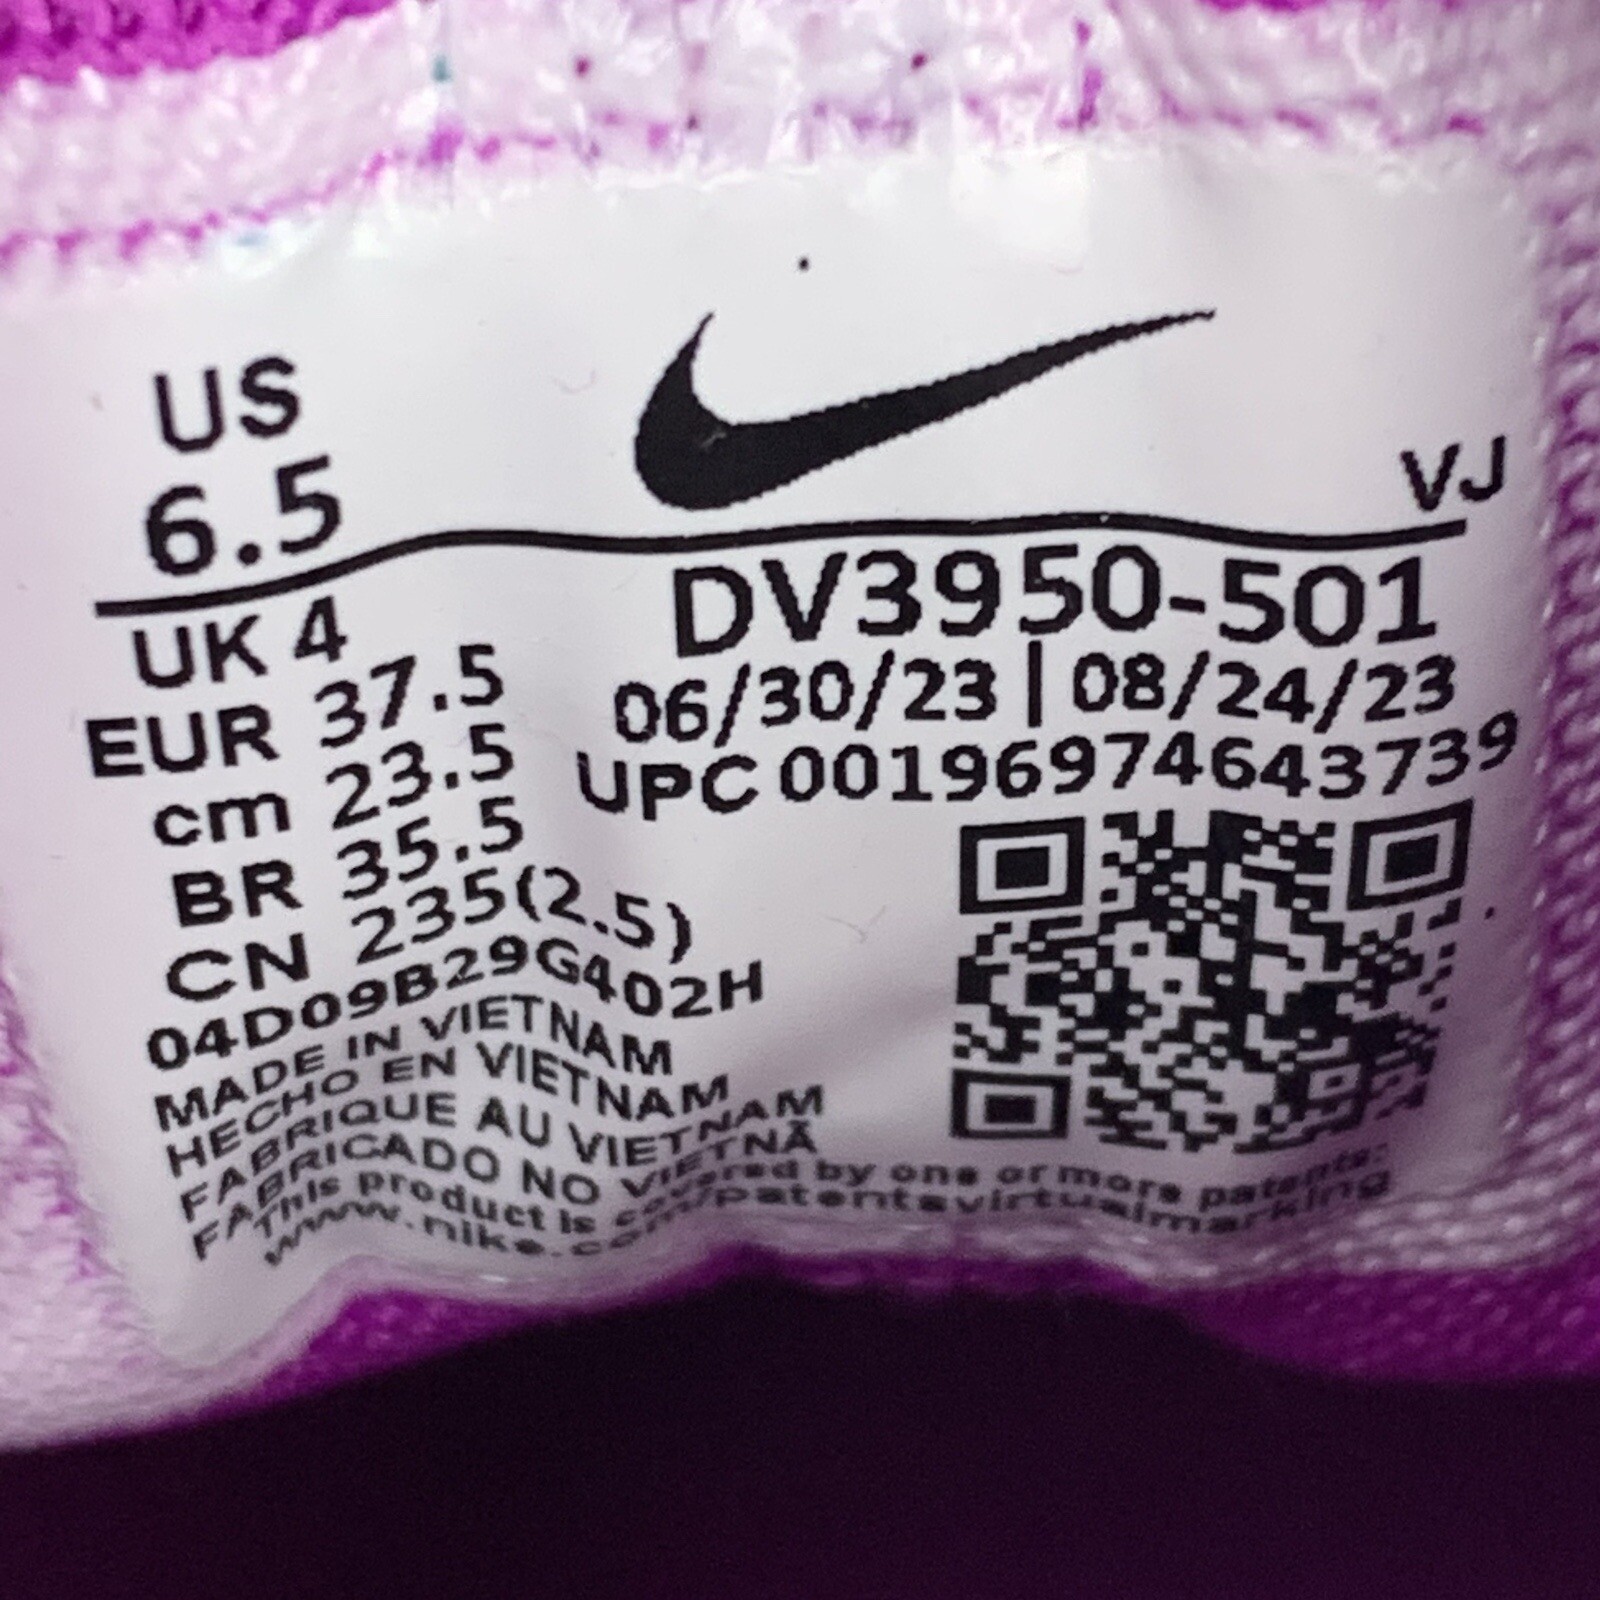 US
6.5
VJ
UK 4
EUR 37.5
cm 23.5
BR 35.5
CN 235(2.5)
DV3950-501
06/30/23 | 08/24/23
UPC 00196974643739
04D09B29G402H
MADE IN VIETNAM
HECHO EN VIETNAM
FABRIQUE AU VIETNAM
FABRICADO NO VIETNÃ
This product is covered by one or more patents:
www.nike.com/patentsvirtualmarking